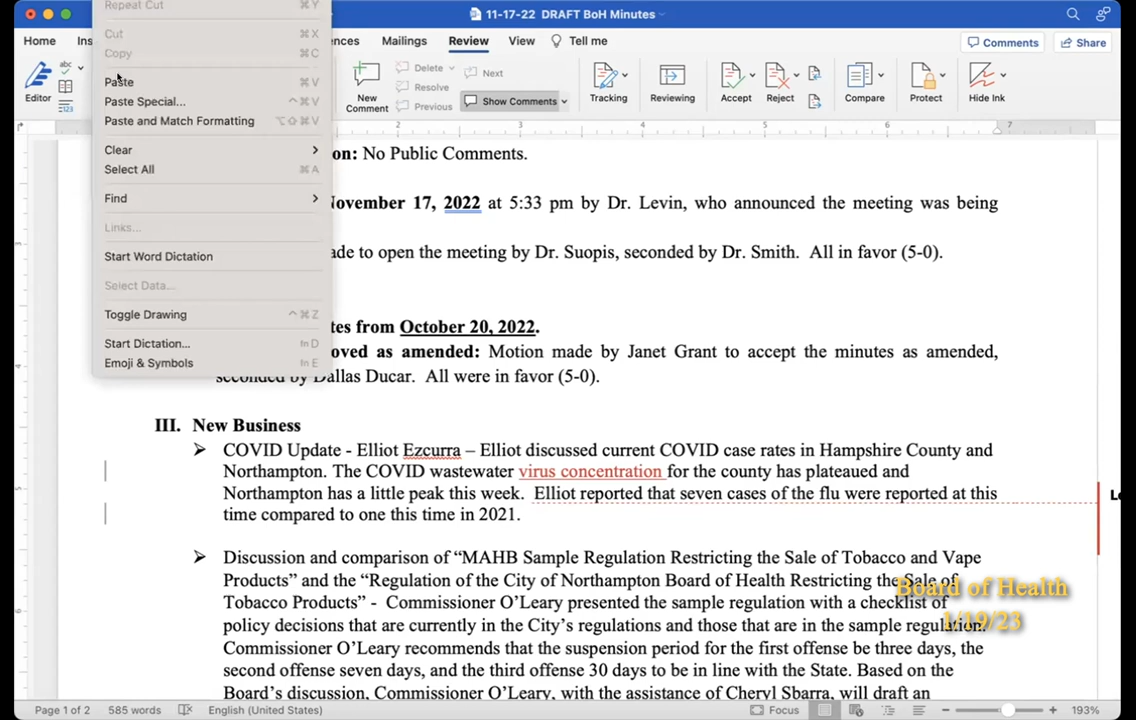 11-17-22 DRAFT BoH Minutes
Home Ins nces Mailings Review View Tell me Comments Share
Editor
abc
New Comment
Delete
Resolve
Previous
Next
Show Comments
Tracking
Reviewing
Accept
Reject
Compare
Protect
Hide Ink
Repeat Cut ⌘Y
Cut ⌘X
Copy ⌘C
Paste ⌘V
Paste Special... ^⌘V
Paste and Match Formatting ⌥⇧⌘V
Clear
Select All ⌘A
Find
Links...
Start Word Dictation
Select Data...
Toggle Drawing ^⌘Z
Start Dictation... fn D
Emoji & Symbols fn E
2 3 4 5 6 7
on: No Public Comments.
November 17, 2022 at 5:33 pm by Dr. Levin, who announced the meeting was being
ade to open the meeting by Dr. Suopis, seconded by Dr. Smith. All in favor (5-0).
tes from October 20, 2022.
oved as amended: Motion made by Janet Grant to accept the minutes as amended,
seconded by Dallas Ducar. All were in favor (5-0).
III. New Business
➢ COVID Update - Elliot Ezcurra – Elliot discussed current COVID case rates in Hampshire County and
Northampton. The COVID wastewater virus concentration for the county has plateaued and
Northampton has a little peak this week. Elliot reported that seven cases of the flu were reported at this
time compared to one this time in 2021.
Le
➢ Discussion and comparison of “MAHB Sample Regulation Restricting the Sale of Tobacco and Vape
Products” and the “Regulation of the City of Northampton Board of Health Restricting the Sale of
Tobacco Products” - Commissioner O’Leary presented the sample regulation with a checklist of
policy decisions that are currently in the City’s regulations and those that are in the sample regulation.
Commissioner O’Leary recommends that the suspension period for the first offense be three days, the
second offense seven days, and the third offense 30 days to be in line with the State. Based on the
Board’s discussion, Commissioner O’Leary, with the assistance of Cheryl Sbarra, will draft an
Board of Health
1/19/23
Page 1 of 2 585 words English (United States) Focus 193%